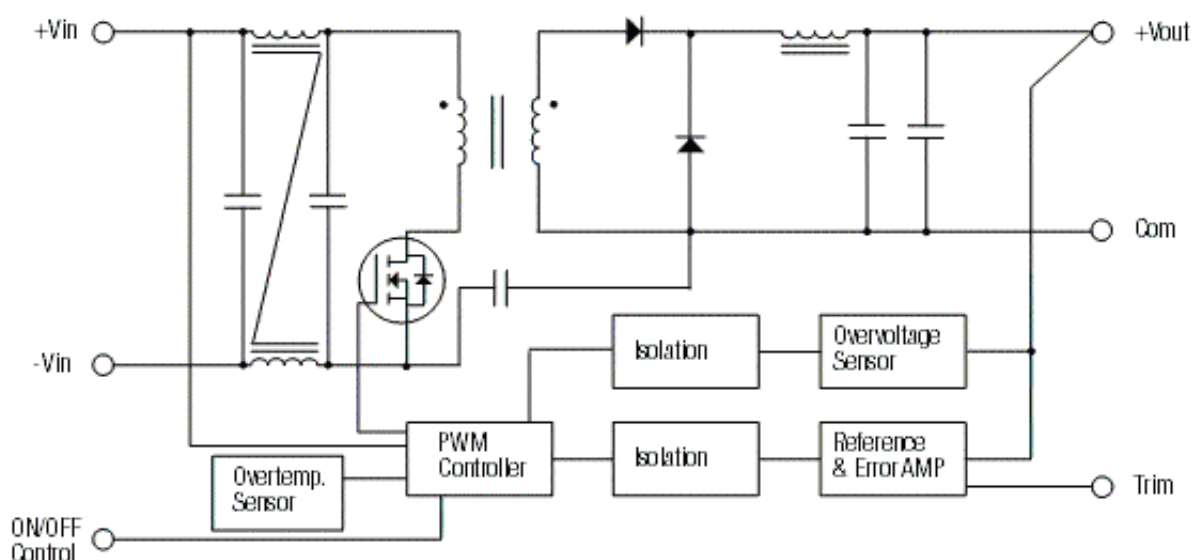 +Vin
+Vout
Com
-Vin
Isolation
Overvoltage
Sensor
PWM
Controller
Isolation
Reference
& Error AMP
Overtemp.
Sensor
Trim
ON/OFF
Control